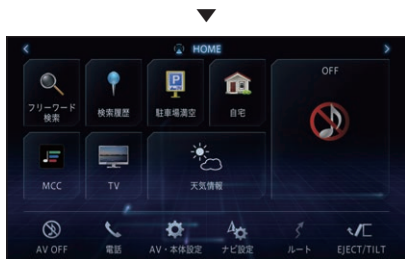 HOME
フリーワード
検索
検索履歴
P
駐車場満空
自宅
OFF
MCC
TV
天気情報
AV OFF
電話
AV・本体設定
ナビ設定
ルート
EJECT/TILT